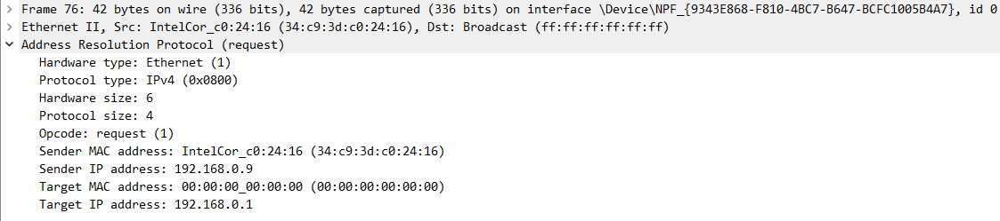 Frame 76: 42 bytes on wire (336 bits), 42 bytes captured (336 bits) on interface \Device\NPF_{9343E868-F810-4BC7-B647-BCFC1005B4A7}, id 0
Ethernet II, Src: IntelCor_c0:24:16 (34:c9:3d:c0:24:16), Dst: Broadcast (ff:ff:ff:ff:ff:ff)
Address Resolution Protocol (request)
Hardware type: Ethernet (1)
Protocol type: IPv4 (0x0800)
Hardware size: 6
Protocol size: 4
Opcode: request (1)
Sender MAC address: IntelCor_c0:24:16 (34:c9:3d:c0:24:16)
Sender IP address: 192.168.0.9
Target MAC address: 00:00:00_00:00:00 (00:00:00:00:00:00)
Target IP address: 192.168.0.1